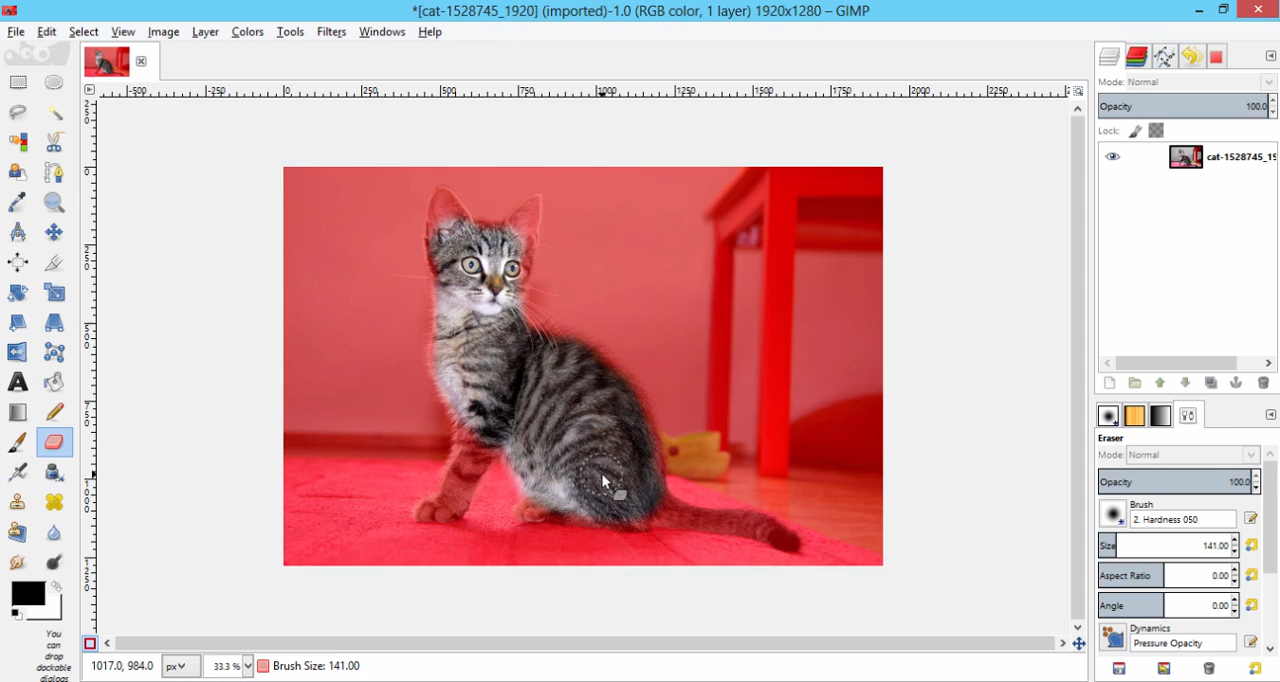 *[cat-1528745_1920] (imported)-1.0 (RGB color, 1 layer) 1920x1280 – GIMP
File Edit Select View Image Layer Colors Tools Filters Windows Help
Mode: Normal
-500 -250 0 250 500 750 1000 1250 1500 1750 2000 2250
Opacity 100.0
Lock:
cat-1528745_19
Eraser
Mode: Normal
Opacity 100.0
Brush
2. Hardness 050
Size 141.00
Aspect Ratio 0.00
Angle 0.00
Dynamics
Pressure Opacity
You
can
drop
dockable
dialogs
1017.0, 984.0 px 33.3 % Brush Size: 141.00